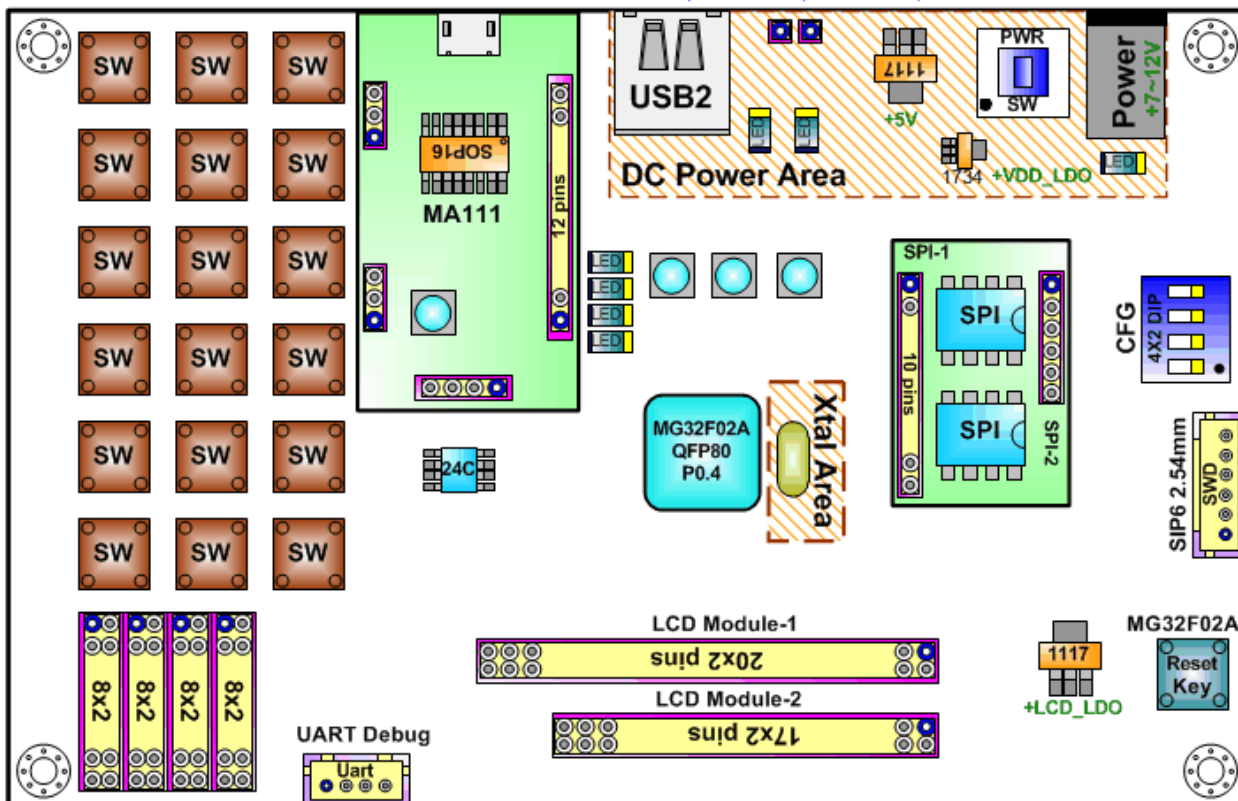 SW SW SW
SW SW SW
SW SW SW
SW SW SW
SW SW SW
SW SW SW
SOP16
MA111
12 pins
USB2
1117
+5V
PWR
SW
Power
+7~12V
LED LED
DC Power Area
1734
+VDD_LDO
LED
LED
LED
LED
LED
SPI-1
SPI
10 pins
SPI
SPI-2
CFG
4X2 DIP
MG32F02A
QFP80
P0.4
Xtal Area
24C
SIP6 2.54mm
SWD
8x2 8x2 8x2 8x2
UART Debug
Uart
LCD Module-1
20x2 pins
LCD Module-2
17x2 pins
1117
+LCD_LDO
MG32F02A
Reset
Key